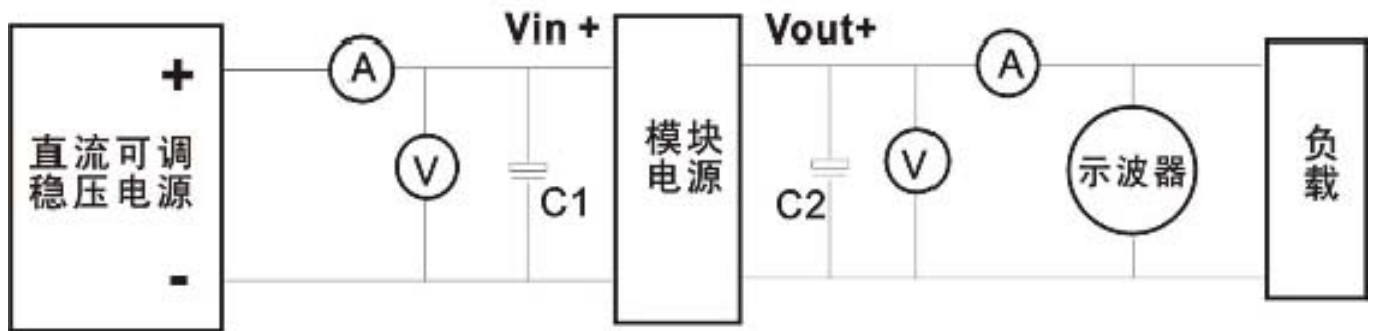 Vin +
Vout+
+
A
A
直流可调
稳压电源
V
C1
模块
电源
C2
V
示波器
负
载
-